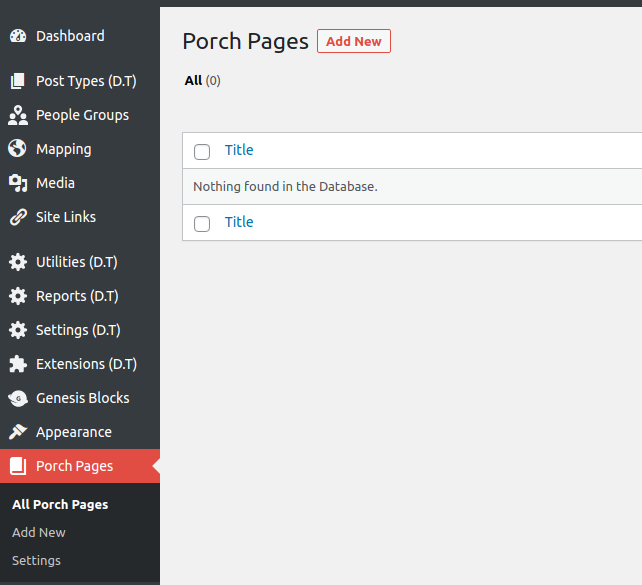 Dashboard
Post Types (D.T)
People Groups
Mapping
Media
Site Links
Utilities (D.T)
Reports (D.T)
Settings (D.T)
Extensions (D.T)
Genesis Blocks
Appearance
Porch Pages
All Porch Pages
Add New
Settings
Porch Pages Add New
All (0)
Title
Nothing found in the Database.
Title